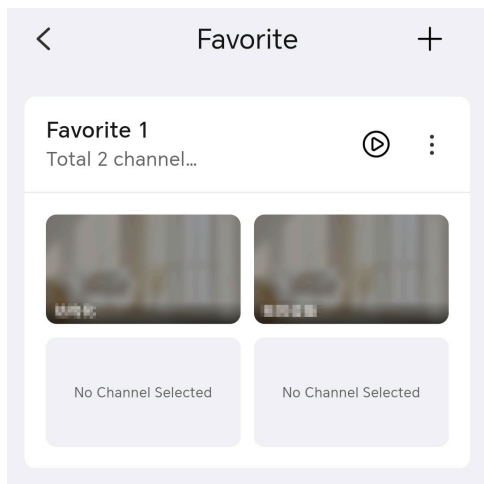 Favorite
Favorite 1
Total 2 channel...
No Channel Selected
No Channel Selected